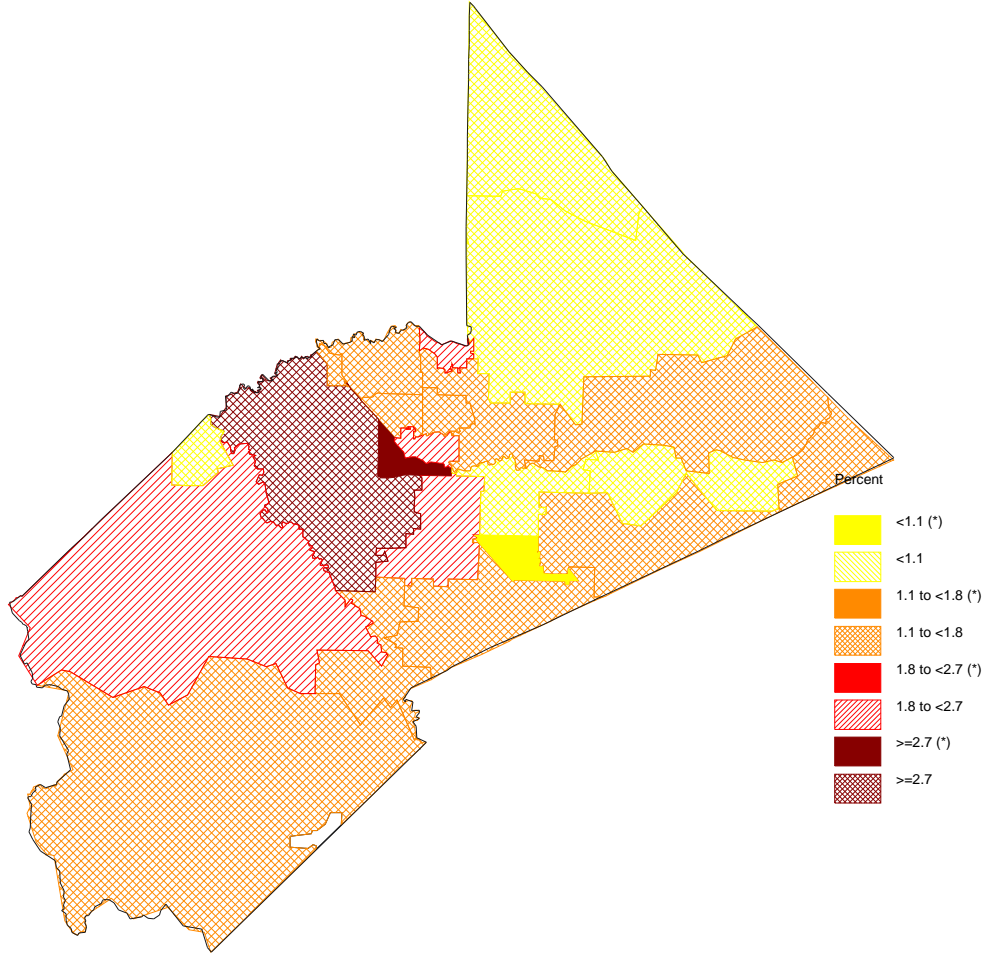 Percent
<1.1 (*)
<1.1
1.1 to <1.8 (*)
1.1 to <1.8
1.8 to <2.7 (*)
1.8 to <2.7
>=2.7 (*)
>=2.7